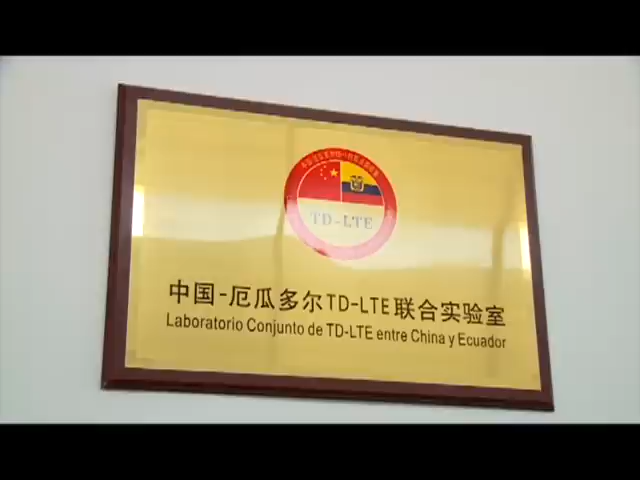 TD-LTE
中国-厄瓜多尔TD-LTE联合实验室
Laboratorio Conjunto de TD-LTE entre China y Ecuador